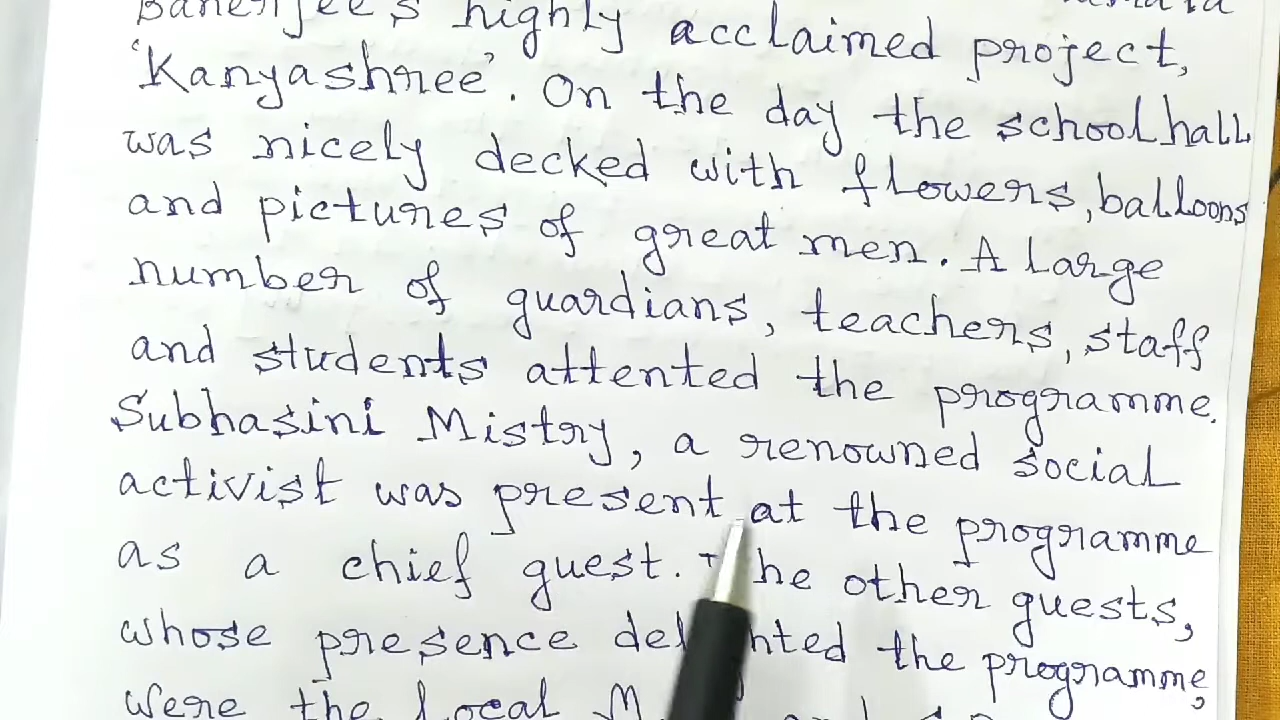 Banerjee's highly acclaimed project,
'Kanyashree'. On the day the school hall
was nicely decked with flowers, balloons
and pictures of great men. A large
number of guardians, teachers, staff
and students attented the programme.
Subhasini Mistry, a renowned social
activist was present at the programme
as a chief guest. The other guests,
whose presence the programme,
were the local